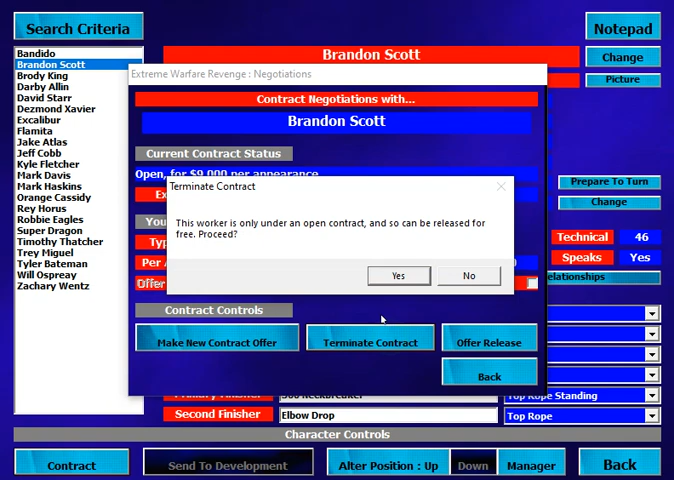 Search Criteria
Notepad
Bandido
Brandon Scott
Brody King
Darby Allin
David Starr
Dezmond Xavier
Excalibur
Flamita
Jake Atlas
Jeff Cobb
Kyle Fletcher
Mark Davis
Mark Haskins
Orange Cassidy
Rey Horus
Robbie Eagles
Super Dragon
Timothy Thatcher
Trey Miguel
Tyler Bateman
Will Ospreay
Zachary Wentz
Brandon Scott
Change
Picture
Extreme Warfare Revenge : Negotiations
Contract Negotiations with...
Brandon Scott
Current Contract Status
Open, for $9,000 per appearance
Ex
You
Typ
Per A
Offer
Terminate Contract
This worker is only under an open contract, and so can be released for
free. Proceed?
Yes
No
Prepare To Turn
Change
Technical
46
Speaks
Yes
elationships
Contract Controls
Make New Contract Offer
Terminate Contract
Offer Release
Back
Top Rope Standing
Second Finisher
Elbow Drop
Top Rope
Character Controls
Contract
Send To Development
Alter Position : Up
Down
Manager
Back